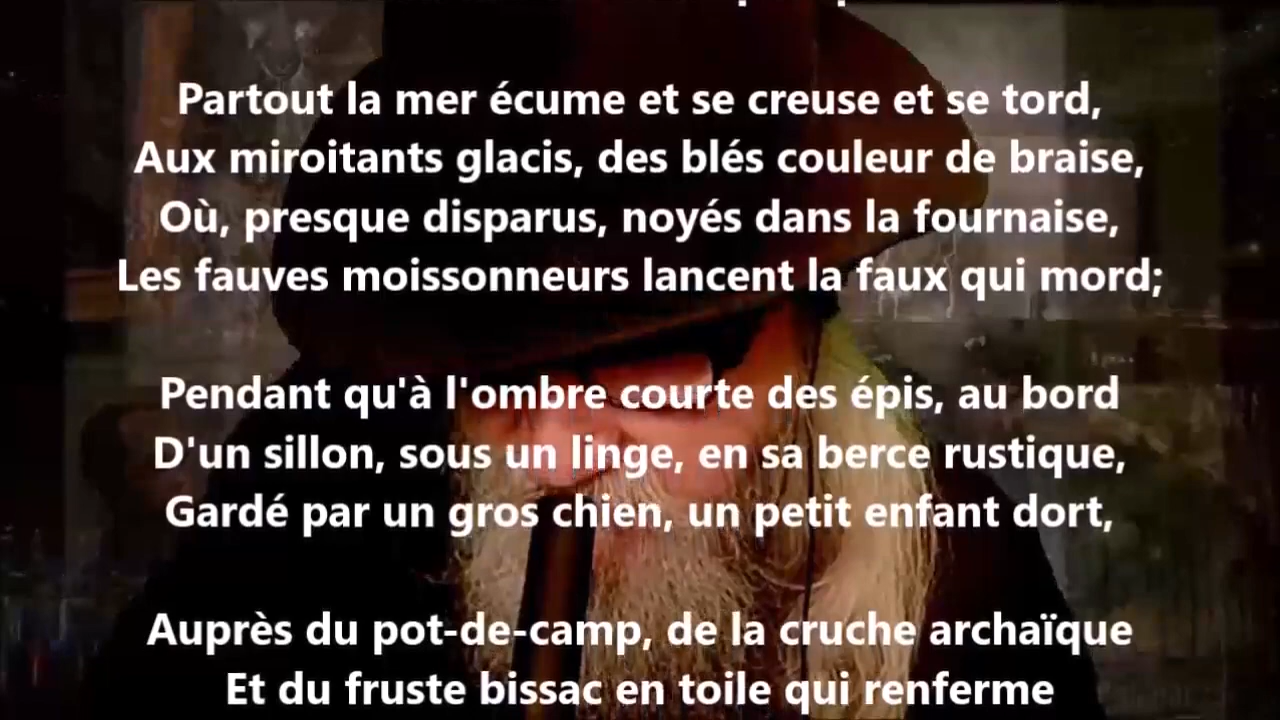 Partout la mer écume et se creuse et se tord,
Aux miroitants glacis, des blés couleur de braise,
Où, presque disparus, noyés dans la fournaise,
Les fauves moissonneurs lancent la faux qui mord;
Pendant qu'à l'ombre courte des épis, au bord
D'un sillon, sous un linge, en sa berce rustique,
Gardé par un gros chien, un petit enfant dort,
Auprès du pot-de-camp, de la cruche archaïque
Et du fruste bissac en toile qui renferme